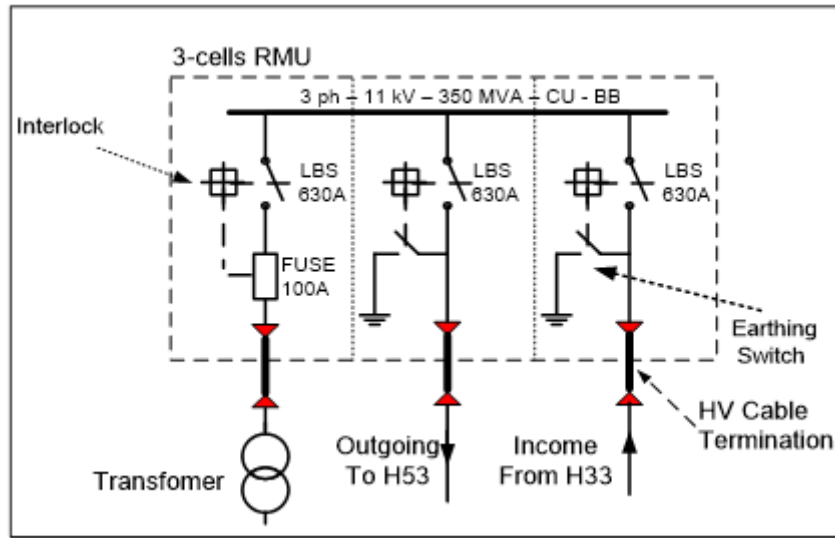 3-cells RMU
3 ph – 11 kV – 350 MVA – CU - BB
Interlock
LBS
630A
LBS
630A
LBS
630A
FUSE
100A
Earthing
Switch
HV Cable
Termination
Transfomer
Outgoing
To H53
Income
From H33